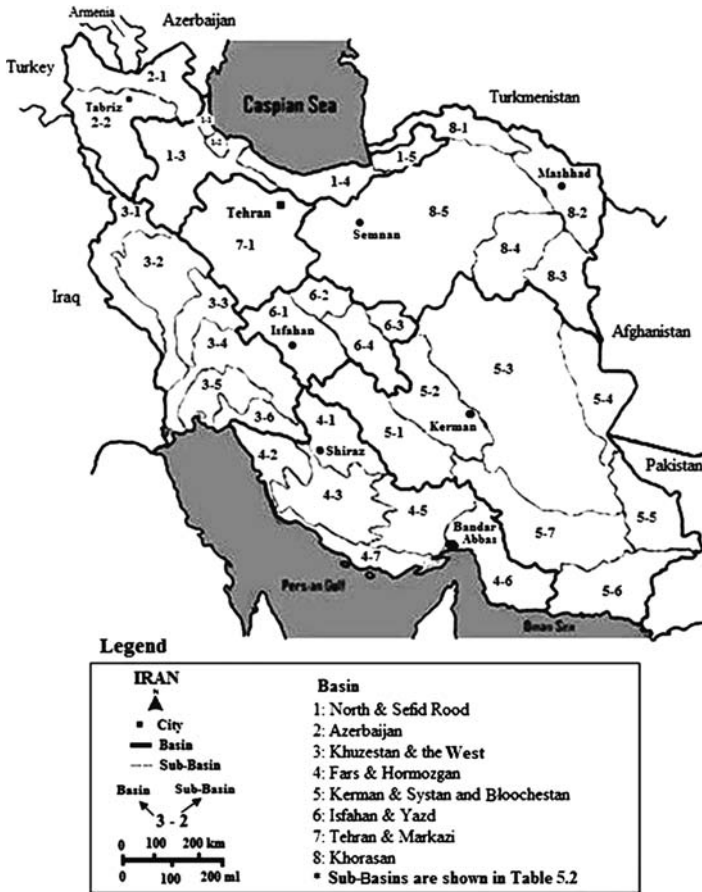 Armenia
Azerbaijan
Turkey
2-1
Tabriz
2-2
Caspian Sea
Turkmenistan
1-1
1-2
1-3
1-4
1-5
8-1
Mashhad
8-2
Tehran
7-1
Semnan
8-5
8-4
8-3
3-1
3-2
Iraq
3-3
6-1
6-2
Isfahan
6-3
6-4
3-4
Afghanistan
5-3
5-2
5-4
3-5
3-6
4-1
5-1
Kerman
4-2
Shiraz
Pakistan
4-3
4-5
Bandar
Abbas
5-7
5-5
4-7
4-6
5-6
Persian Gulf
Oman Sea
Legend
IRAN
N
City
Basin
Sub-Basin
Basin Sub-Basin
3 - 2
0 100 200 km
0 100 200 ml
Basin
1: North & Sefid Rood
2: Azerbaijan
3: Khuzestan & the West
4: Fars & Hormozgan
5: Kerman & Systan and Bloochestan
6: Isfahan & Yazd
7: Tehran & Markazi
8: Khorasan
* Sub-Basins are shown in Table 5.2